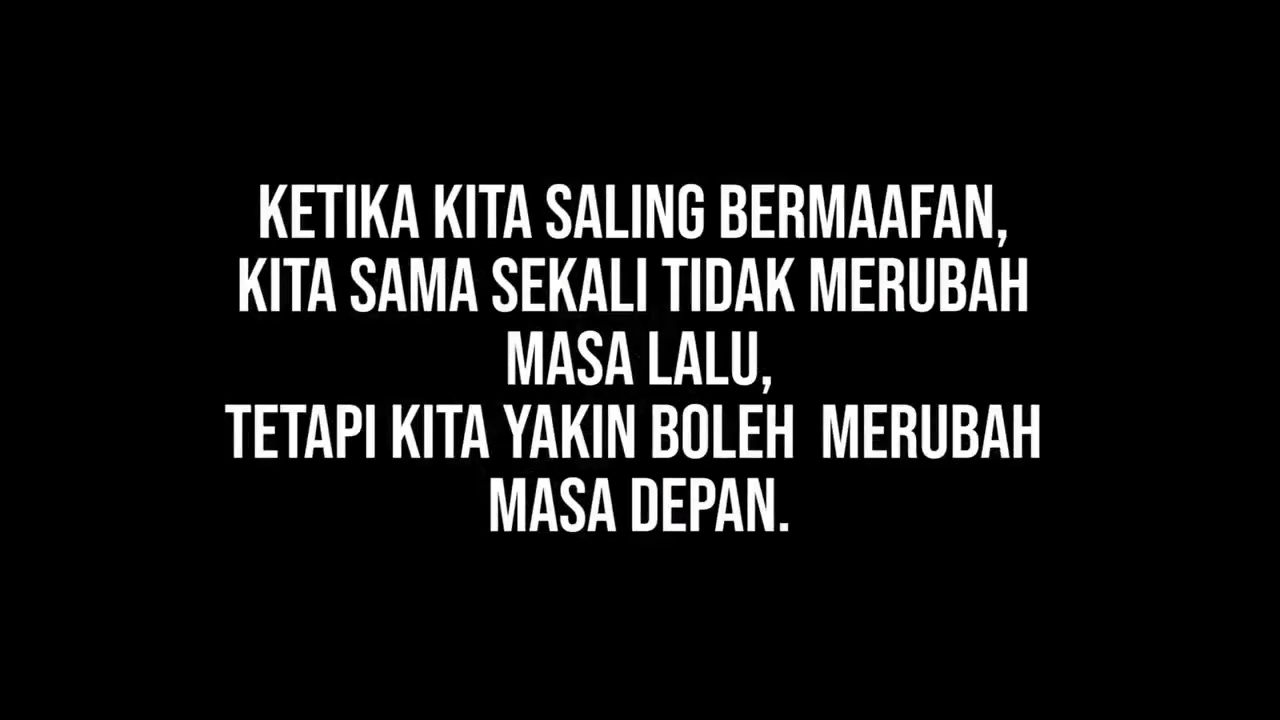 KETIKA KITA SALING BERMAAFAN,
KITA SAMA SEKALI TIDAK MERUBAH
MASA LALU,
TETAPI KITA YAKIN BOLEH  MERUBAH
MASA DEPAN.